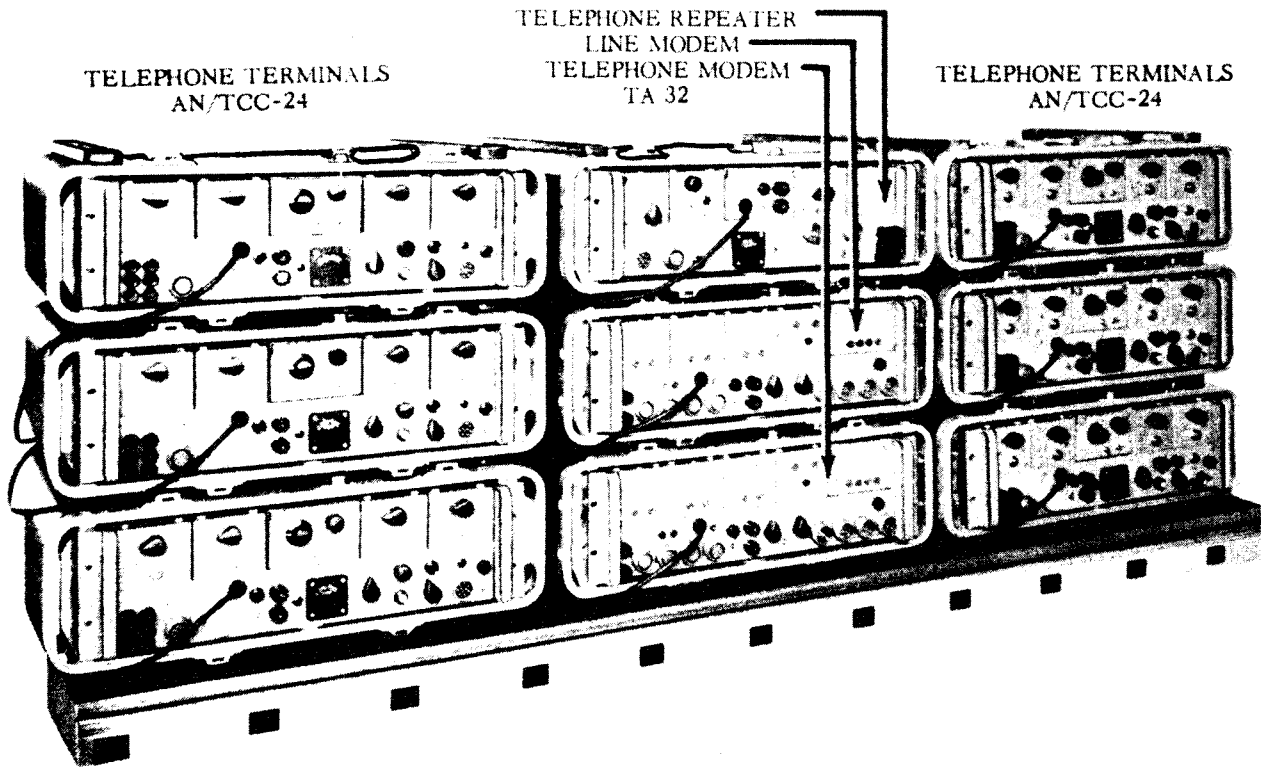 TELEPHONE REPEATER
LINE MODEM
TELEPHONE MODEM
TA 32
TELEPHONE TERMINALS
AN/TCC-24
TELEPHONE TERMINALS
AN/TCC-24